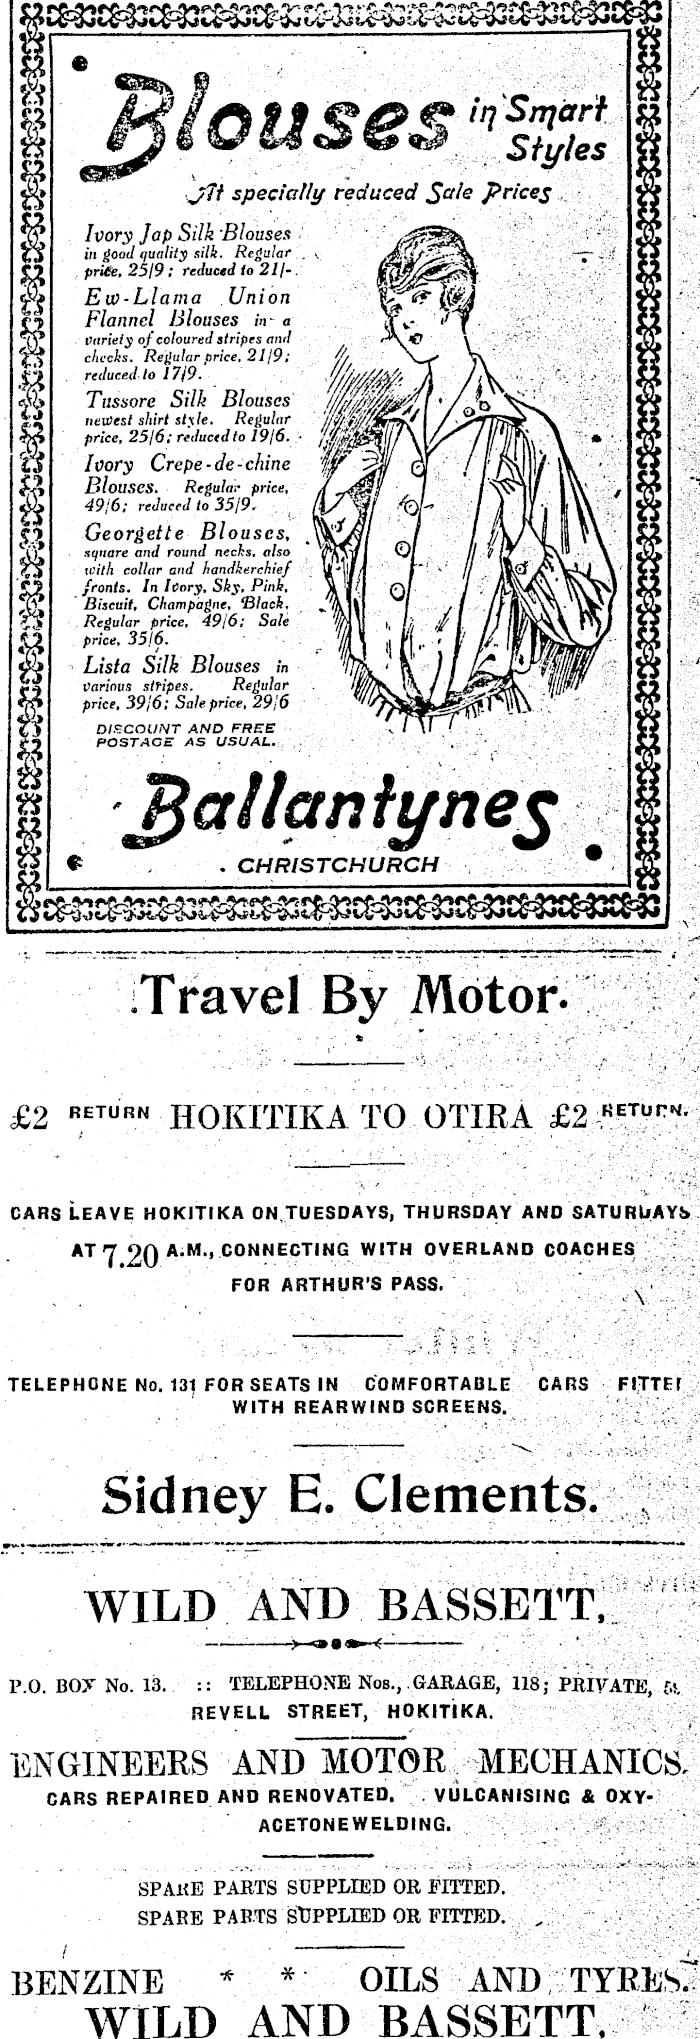 Blouses in Smart
Styles
At specially reduced Sale Prices
Ivory Jap Silk Blouses
in good quality silk. Regular
price, 25/9; reduced to 21/-.
Ew-Llama Union
Flannel Blouses in a
variety of coloured stripes and
checks. Regular price, 21/9;
reduced to 17/9.
Tussore Silk Blouses
newest shirt style. Regular
price, 25/6; reduced to 19/6.
Ivory Crepe-de-chine
Blouses. Regular price,
49/6; reduced to 35/9.
Georgette Blouses,
square and round necks, also
with collar and handkerchief
fronts. In Ivory, Sky, Pink,
Biscuit, Champagne, Black.
Regular price, 49/6; Sale
price, 35/6.
Lista Silk Blouses in
various stripes. Regular
price, 39/6; Sale price, 29/6
DISCOUNT AND FREE
POSTAGE AS USUAL.
Ballantynes
CHRISTCHURCH
Travel By Motor.
£2 RETURN HOKITIKA TO OTIRA £2 RETURN.
CARS LEAVE HOKITIKA ON TUESDAYS, THURSDAY AND SATURDAYS
AT 7.20 A.M., CONNECTING WITH OVERLAND COACHES
FOR ARTHUR'S PASS.
TELEPHONE No. 131 FOR SEATS IN COMFORTABLE CARS FITTE
WITH REARWIND SCREENS.
Sidney E. Clements.
WILD AND BASSETT.
P.O. BOX No. 13. :: TELEPHONE Nos., GARAGE, 118; PRIVATE,
REVELL STREET, HOKITIKA.
ENGINEERS AND MOTOR MECHANICS.
CARS REPAIRED AND RENOVATED. VULCANISING & OXY-
ACETONEWELDING.
SPARE PARTS SUPPLIED OR FITTED.
SPARE PARTS SUPPLIED OR FITTED.
BENZINE * * OILS AND TYRES.
WILD AND BASSETT.